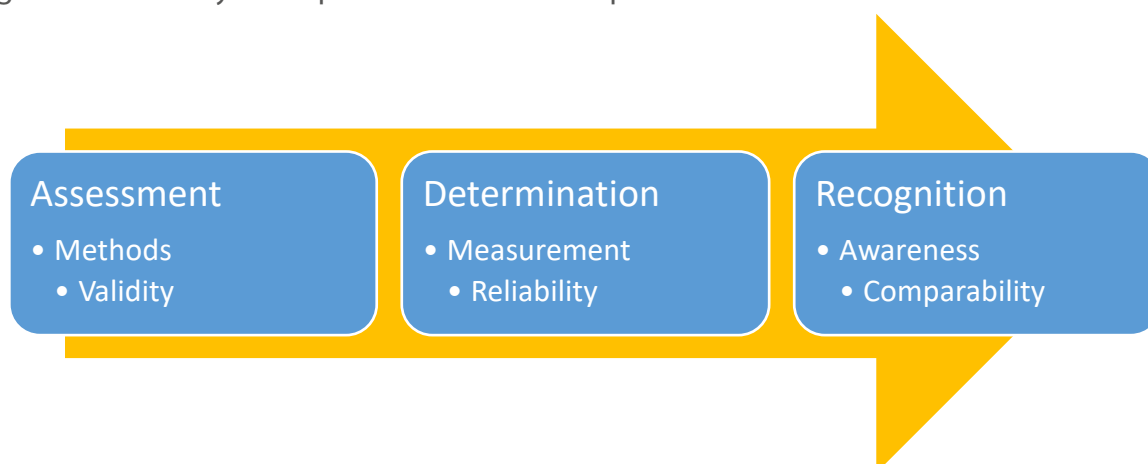 Assessment
• Methods
• Validity
Determination
• Measurement
• Reliability
Recognition
• Awareness
• Comparability